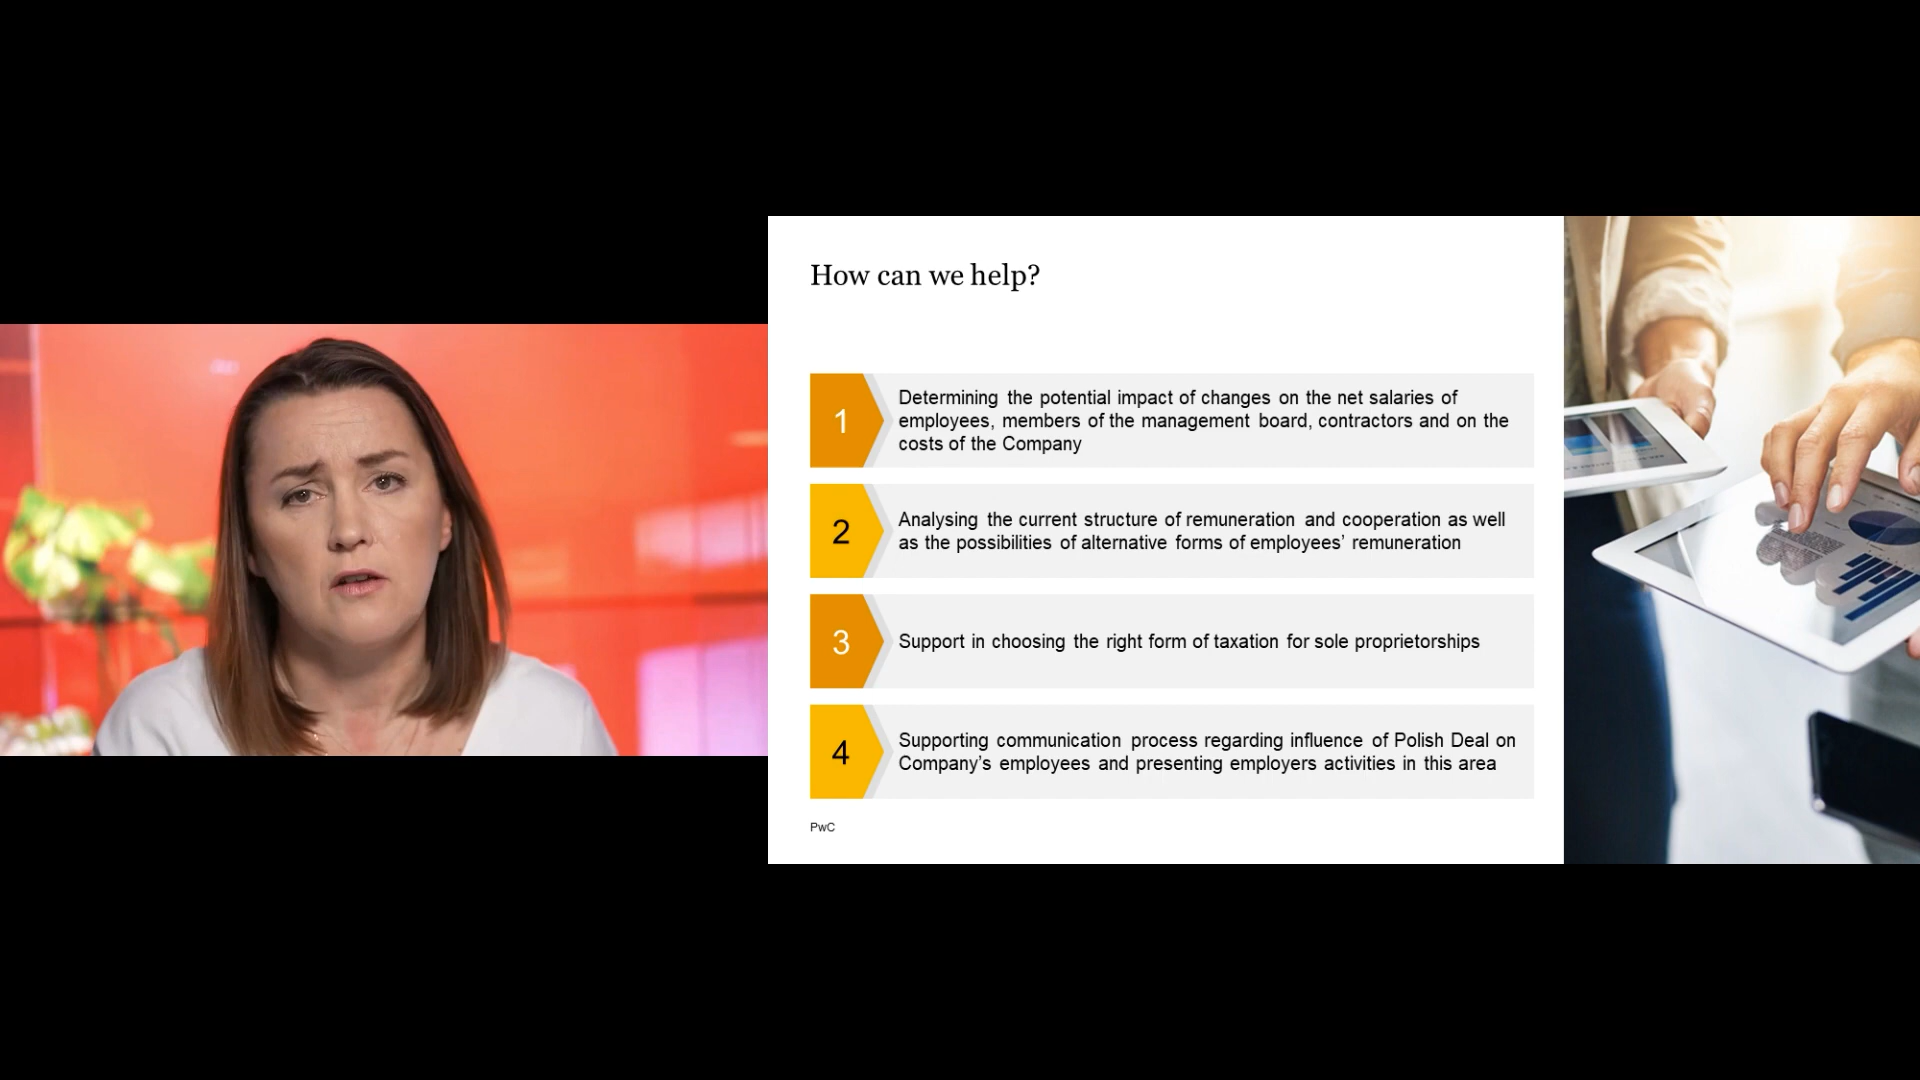 How can we help?
1
Determining the potential impact of changes on the net salaries of
employees, members of the management board, contractors and on the
costs of the Company
2
Analysing the current structure of remuneration and cooperation as well
as the possibilities of alternative forms of employees' remuneration
3
Support in choosing the right form of taxation for sole proprietorships
4
Supporting communication process regarding influence of Polish Deal on
Company's employees and presenting employers activities in this area
PwC